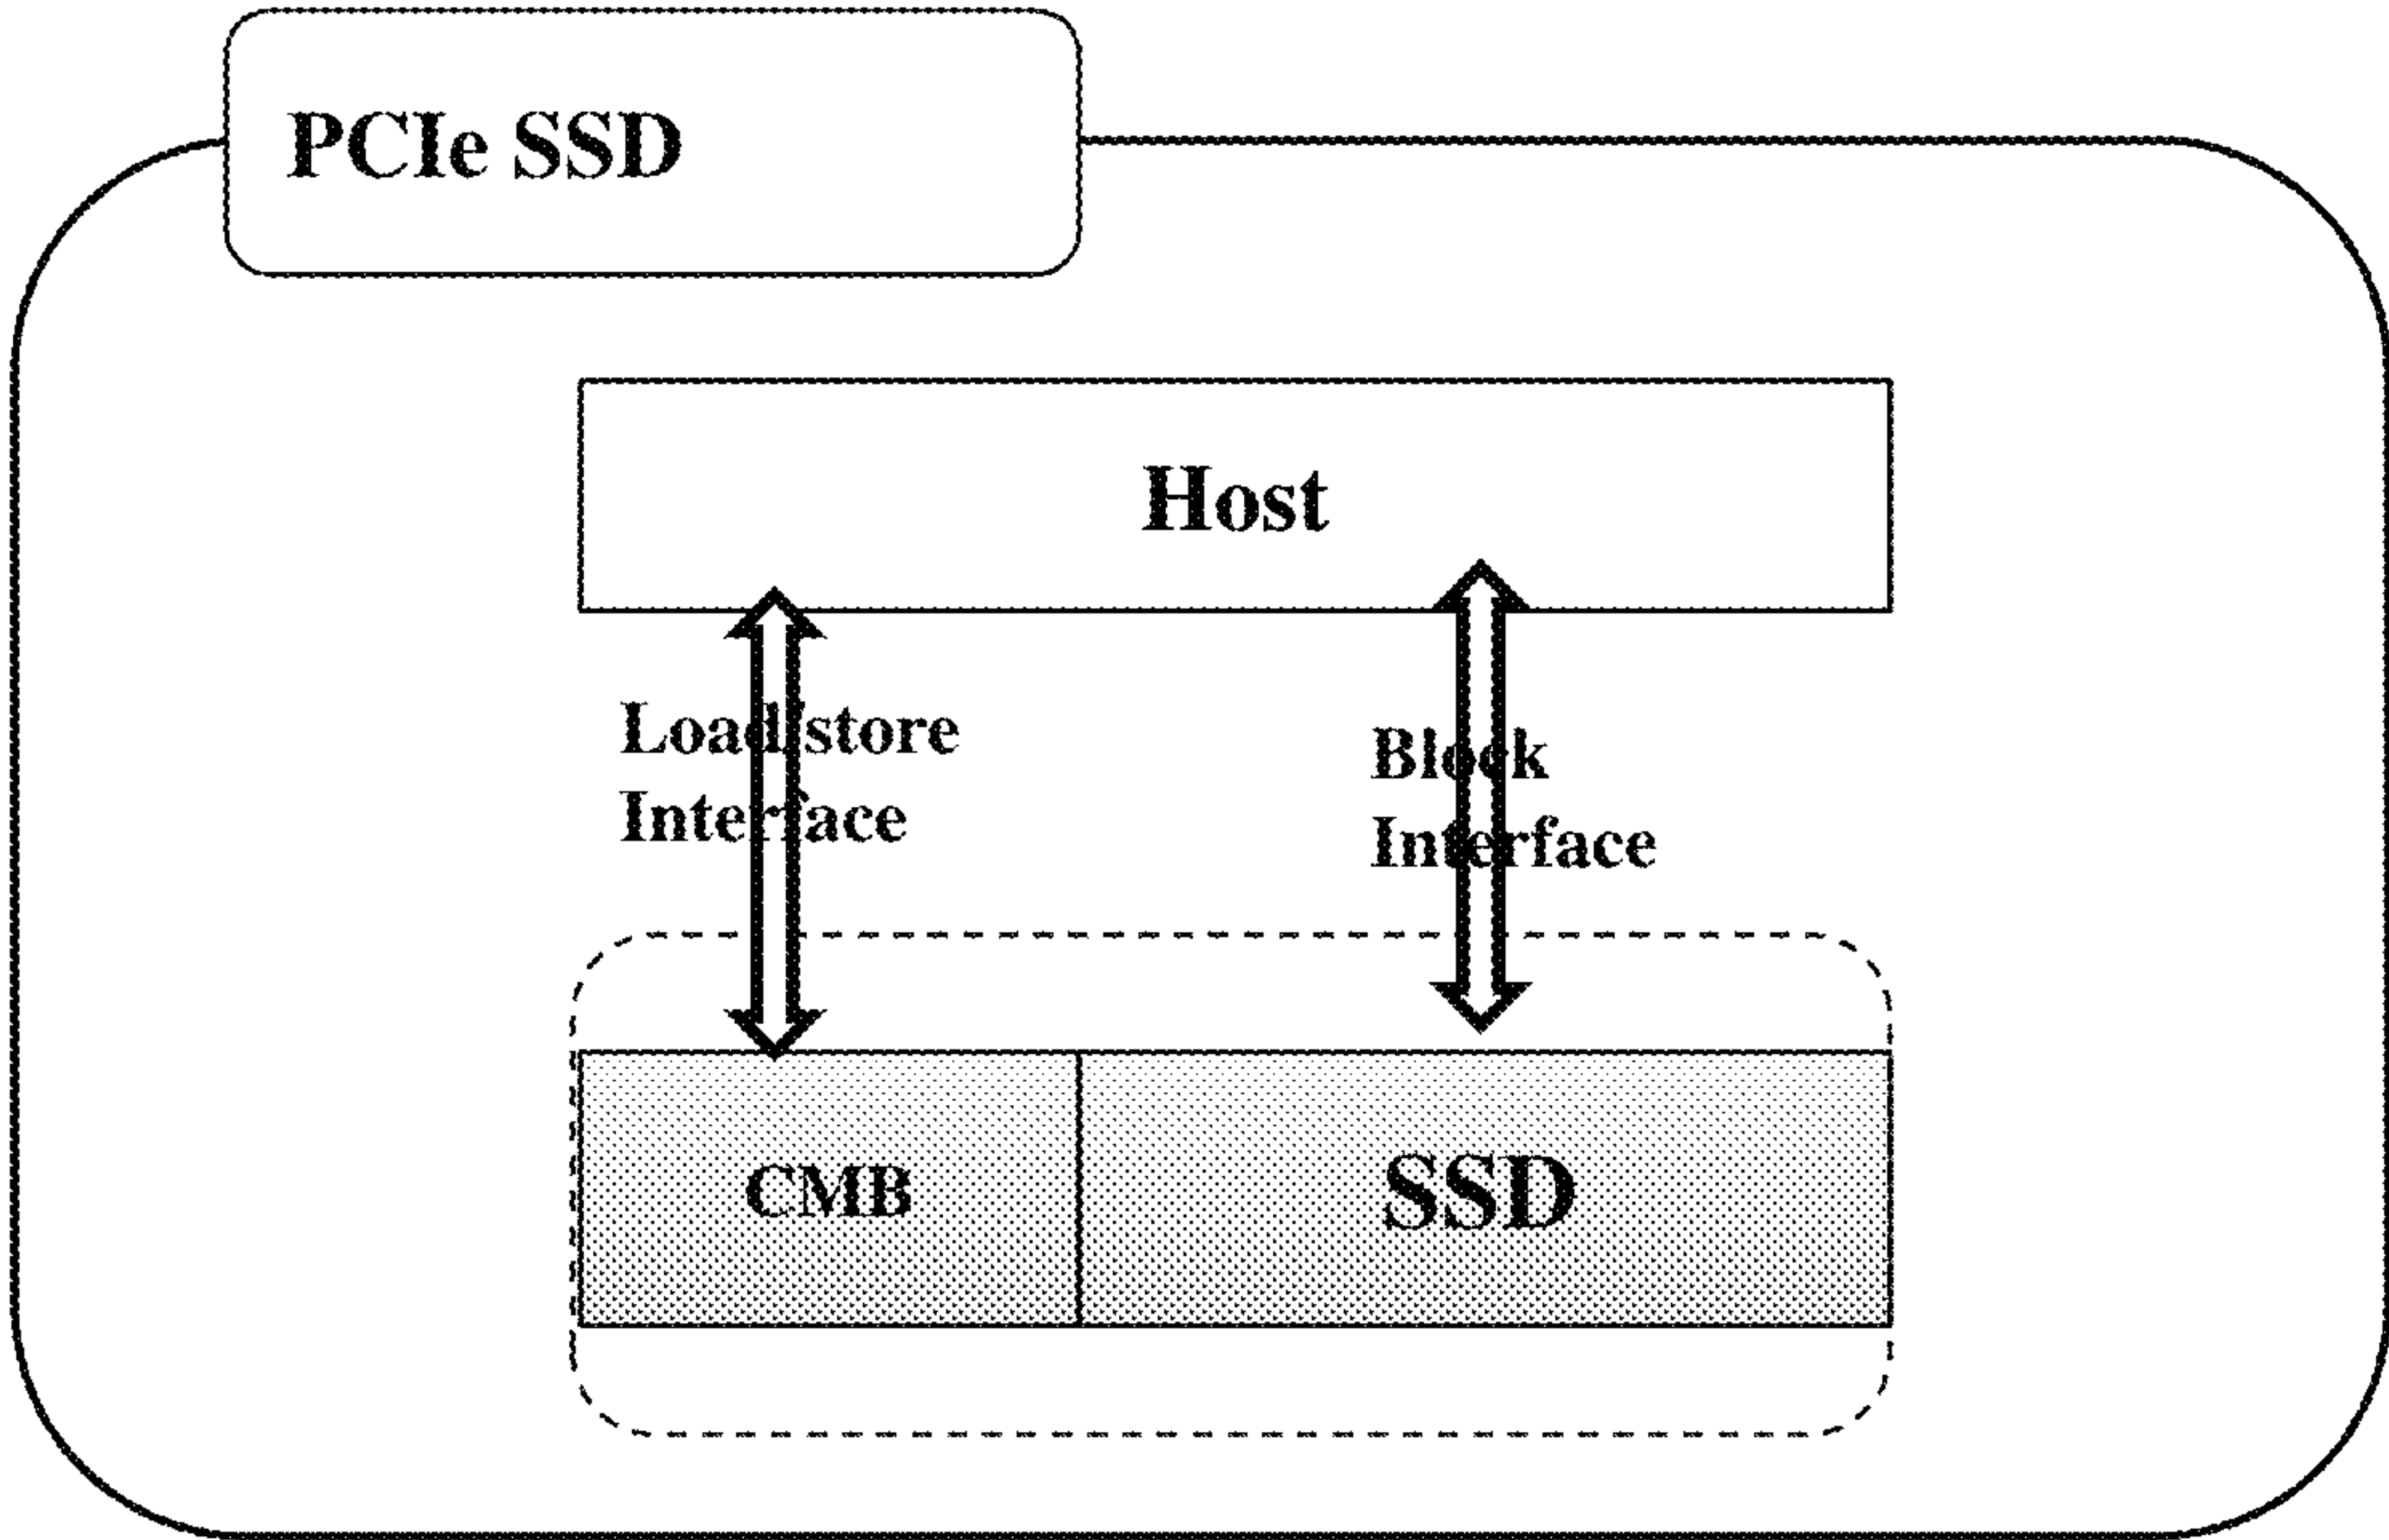 PCIe SSD
Host
Load/store
Interface
Block
Interface
CMB
SSD